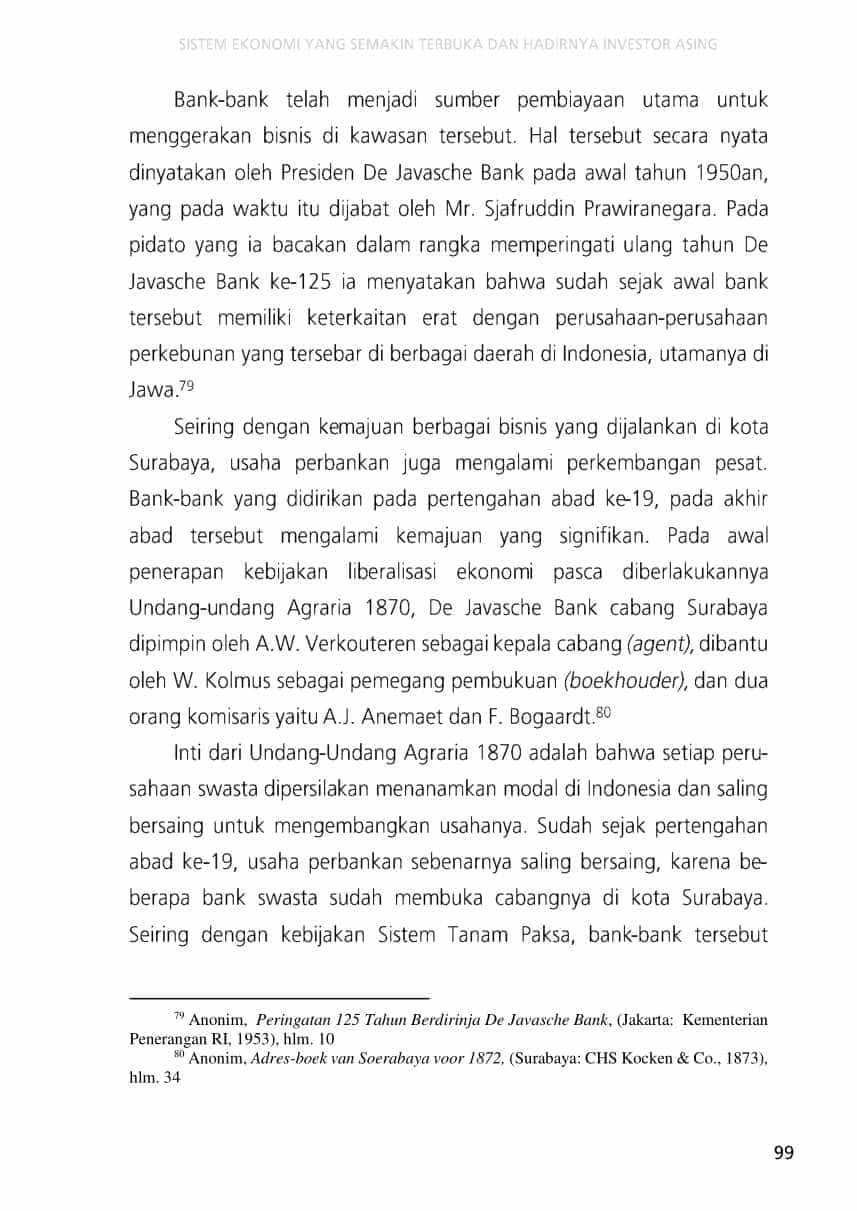 SISTEM EKONOMI YANG SEMAKIN TERBUKA DAN HADIRNYA INVESTOR ASING
Bank-bank telah menjadi sumber pembiayaan utama untuk
menggerakan bisnis di kawasan tersebut. Hal tersebut secara nyata
dinyatakan oleh Presiden De Javasche Bank pada awal tahun 1950an,
yang pada waktu itu dijabat oleh Mr. Sjafruddin Prawiranegara. Pada
pidato yang ia bacakan dalam rangka memperingati ulang tahun De
Javasche Bank ke-125 ia menyatakan bahwa sudah sejak awal bank
tersebut memiliki keterkaitan erat dengan perusahaan-perusahaan
perkebunan yang tersebar di berbagai daerah di Indonesia, utamanya di
Jawa.79
Seiring dengan kemajuan berbagai bisnis yang dijalankan di kota
Surabaya, usaha perbankan juga mengalami perkembangan pesat.
Bank-bank yang didirikan pada pertengahan abad ke-19, pada akhir
abad tersebut mengalami kemajuan yang signifikan. Pada awal
penerapan kebijakan liberalisasi ekonomi pasca diberlakukannya
Undang-undang Agraria 1870, De Javasche Bank cabang Surabaya
dipimpin oleh A.W. Verkouteren sebagai kepala cabang (agent), dibantu
oleh W. Kolmus sebagai pemegang pembukuan (boekhouder), dan dua
orang komisaris yaitu A.J. Anemaet dan F. Bogaardt.80
Inti dari Undang-Undang Agraria 1870 adalah bahwa setiap peru-
sahaan swasta dipersilakan menanamkan modal di Indonesia dan saling
bersaing untuk mengembangkan usahanya. Sudah sejak pertengahan
abad ke-19, usaha perbankan sebenarnya saling bersaing, karena be-
berapa bank swasta sudah membuka cabangnya di kota Surabaya.
Seiring dengan kebijakan Sistem Tanam Paksa, bank-bank tersebut
79 Anonim, Peringatan 125 Tahun Berdirinja De Javasche Bank, (Jakarta: Kementerian
Penerangan RI, 1953), hlm. 10
80 Anonim, Adres-boek van Soerabaya voor 1872, (Surabaya: CHS Kocken & Co., 1873),
hlm. 34
99